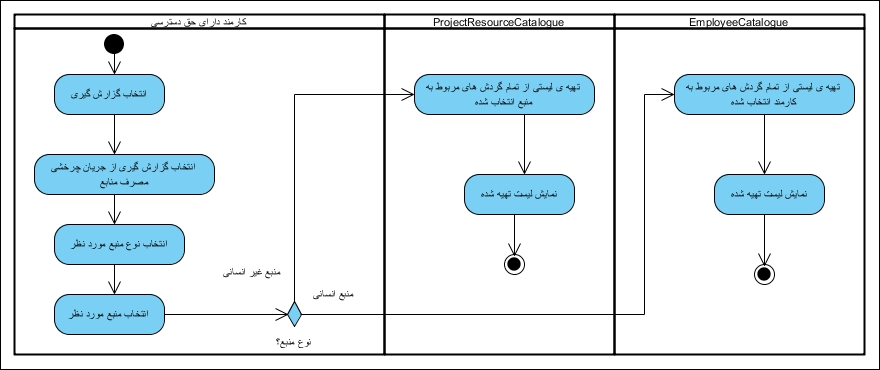 کارمند دارای حق دسترسی
ProjectResourceCatalogue
EmployeeCatalogue
انتخاب گزارش گیری
انتخاب گزارش گیری از جریان چرخشی
مصرف منابع
انتخاب نوع منبع مورد نظر
انتخاب منبع مورد نظر
منبع غیر انسانی
منبع انسانی
نوع منبع؟
تهیه ی لیستی از تمام گردش های مربوط به
منبع انتخاب شده
نمایش لیست تهیه شده
تهیه ی لیستی از تمام گردش های مربوط به
کارمند انتخاب شده
نمایش لیست تهیه شده